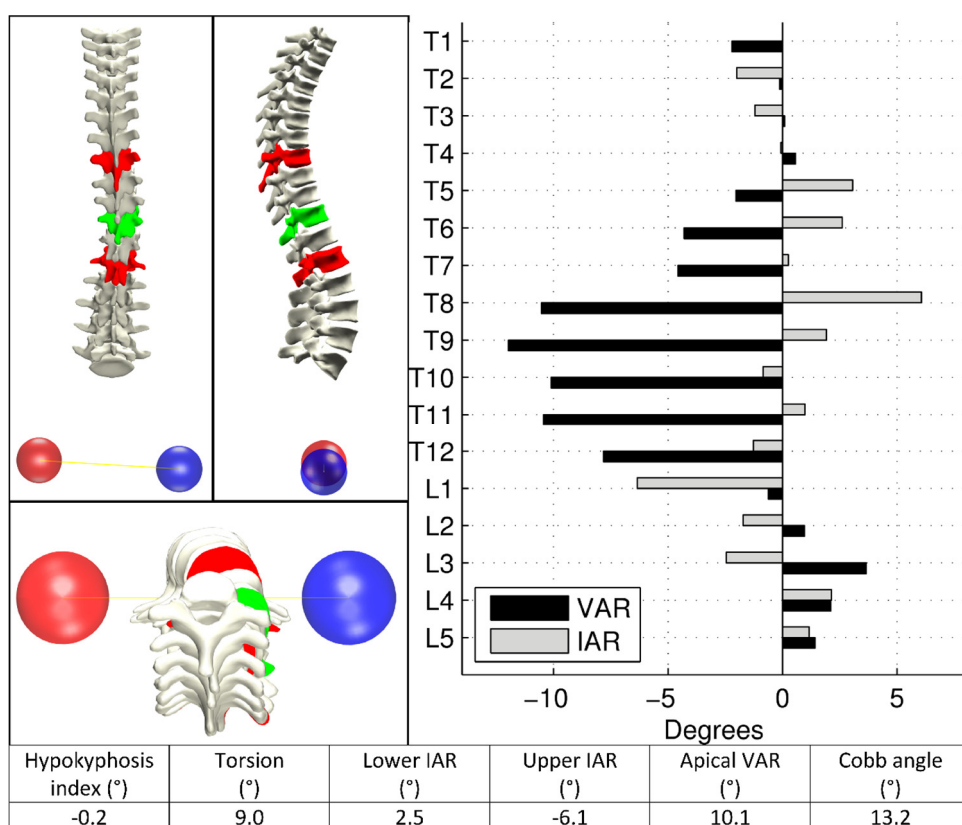 T1
T2
T3
T4
T5
T6
T7
T8
T9
T10
T11
T12
L1
L2
L3
L4
L5
VAR
IAR
−10 −5 0 5
Degrees
Hypokyphosis index (°) Torsion (°) Lower IAR (°) Upper IAR (°) Apical VAR (°) Cobb angle (°)
-0.2 9.0 2.5 -6.1 10.1 13.2